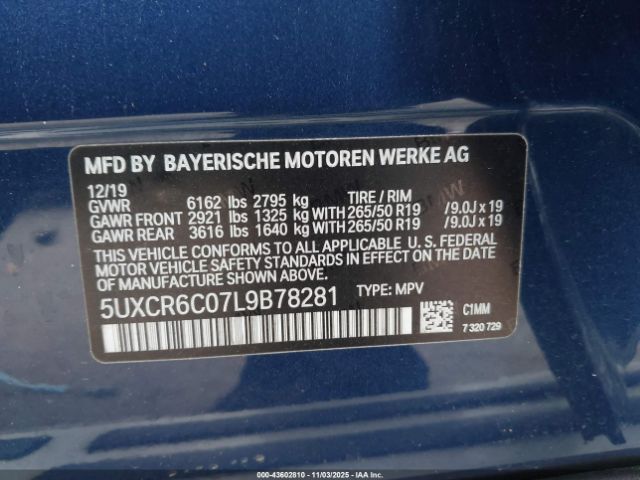 MFD BY BAYERISCHE MOTOREN WERKE AG
12/19
GVWR 6162 lbs 2795 kg TIRE / RIM
GAWR FRONT 2921 lbs 1325 kg WITH 265/50 R19 /9.0J x 19
GAWR REAR 3616 lbs 1640 kg WITH 265/50 R19 /9.0J x 19
THIS VEHICLE CONFORMS TO ALL APPLICABLE U. S. FEDERAL
MOTOR VEHICLE SAFETY STANDARDS IN EFFECT ON THE DATE
OF MANUFACTURE SHOWN ABOVE.
5UXCR6C07L9B78281 TYPE: MPV
C1MM
7 320 729
000-43602810 - 11/03/2025 - IAAI.com